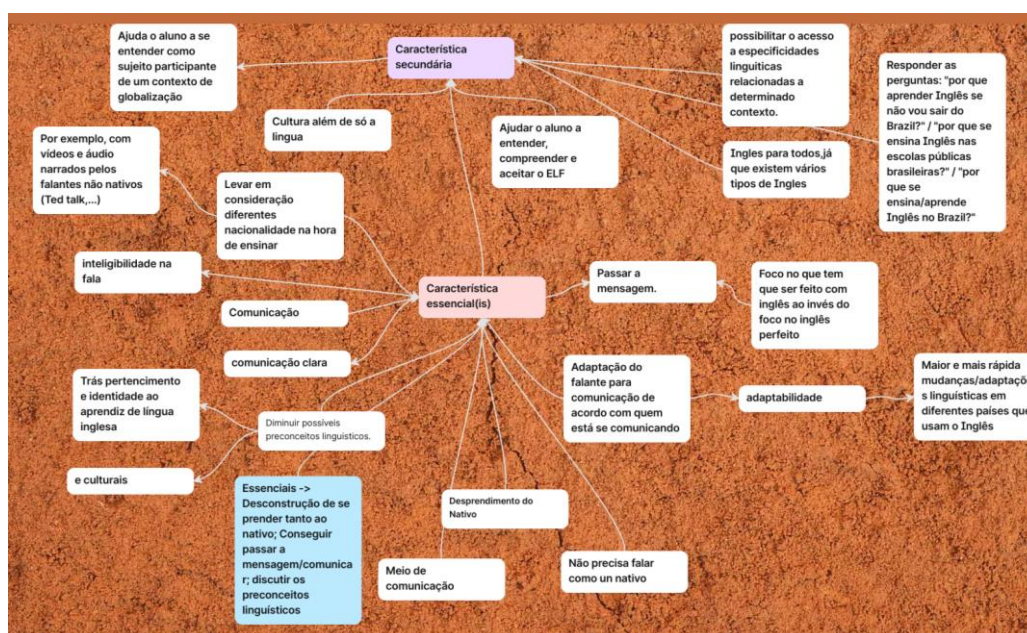 Ajuda o aluno a se
entender como
sujeito participante
de um contexto de
globalização
Característica
secundária
possibilitar o acesso
a especificidades
linguiticas
relacionadas a
determinado
contexto.
Responder as
perguntas: "por que
aprender Inglês se
não vou sair do
Brazil?" / "por que se
ensina Inglês nas
escolas públicas
brasileiras?" / "por
que se
ensina/aprende
Inglês no Brazil?"
Cultura além de só a
lingua
Ajudar o aluno a
entender,
compreender e
aceitar o ELF
Ingles para todos,já
que existem vários
tipos de Ingles
Por exemplo, com
vídeos e áudio
narrados pelos
falantes não nativos
(Ted talk,...)
Levar em
consideração
diferentes
nacionalidade na hora
de ensinar
inteligibilidade na
fala
Comunicação
comunicação clara
Característica
essencial(is)
Passar a
mensagem.
Foco no que tem
que ser feito com
inglês ao invés do
foco no inglês
perfeito
Trás pertencimento
e identidade ao
aprendiz de língua
inglesa
Diminuir possíveis
preconceitos linguísticos.
e culturais
Adaptação do
falante para
comunicação de
acordo com quem
está se comunicando
adaptabilidade
Maior e mais rápida
mudanças/adaptaçõ
s linguísticas em
diferentes países qu
usam o Inglês
Essenciais ->
Desconstrução de se
prender tanto ao
nativo; Conseguir
passar a
mensagem/comunica
r; discutir os
preconceitos
linguísticos
Desprendimento do
Nativo
Meio de
comunicação
Não precisa falar
como un nativo